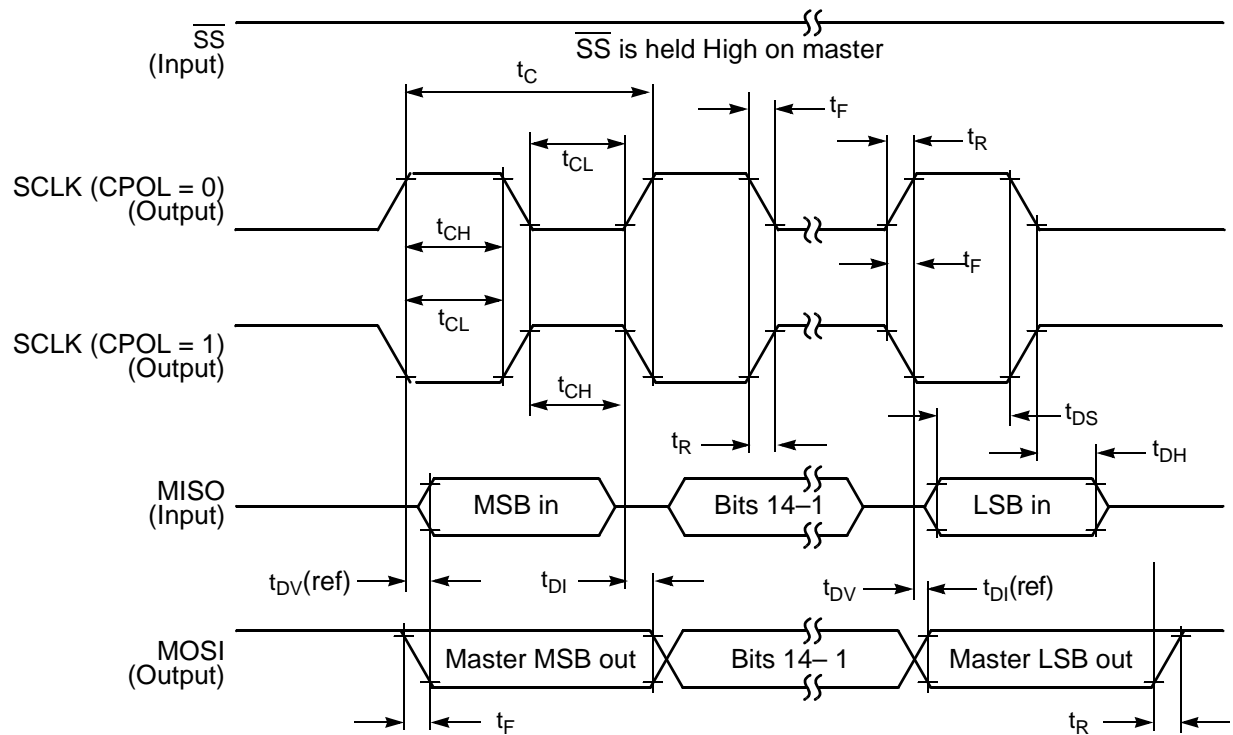 SS
(Input)
SS is held High on master
tC
tF
tR
tCL
SCLK (CPOL = 0)
(Output)
tCH
tF
tCL
SCLK (CPOL = 1)
(Output)
tCH
tDS
tR
tDH
MISO
(Input)
MSB in
Bits 14–1
LSB in
tDV(ref)
tDI
tDV
tDI(ref)
MOSI
(Output)
Master MSB out
Bits 14– 1
Master LSB out
tF
tR